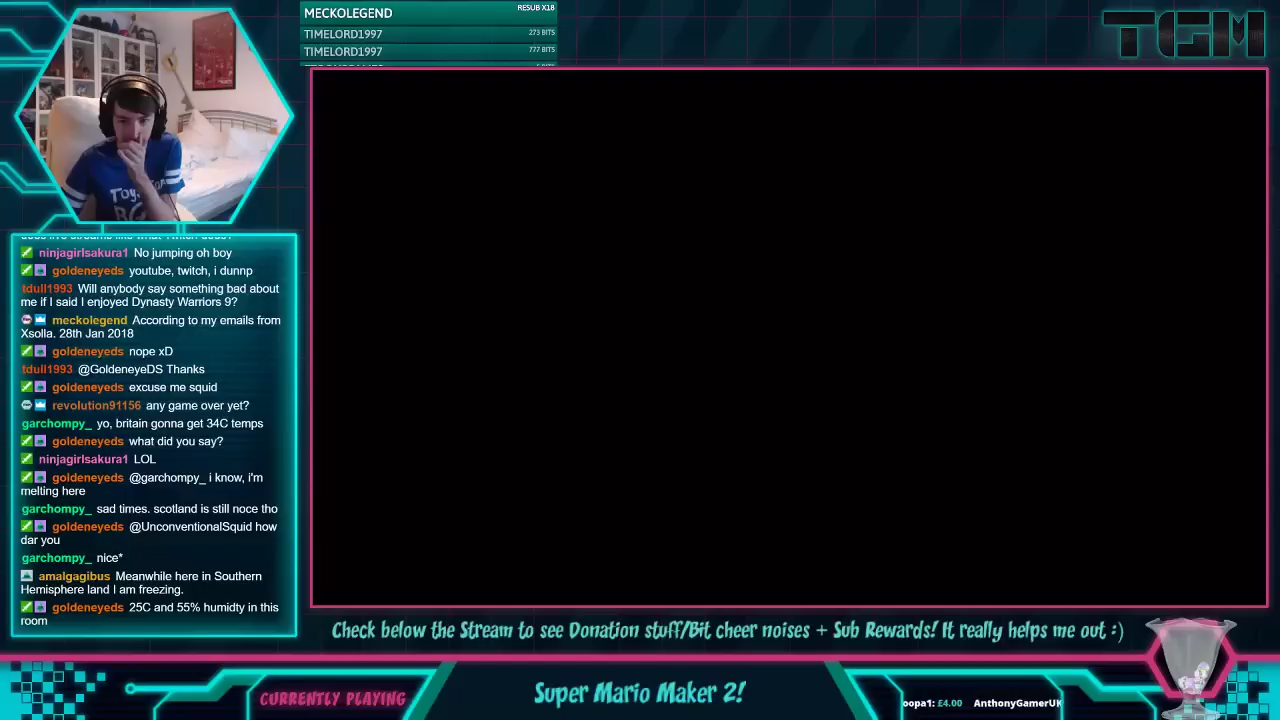 MECKOLEGEND RESUB X18
TIMELORD1997 273 BITS
TIMELORD1997 777 BITS
TGM
ninjagirlsakura1 No jumping oh boy
goldeneyeds youtube, twitch, i dunnp
tdull1993 Will anybody say something bad about
me if I said I enjoyed Dynasty Warriors 9?
meckolegend According to my emails from
Xsolla. 28th Jan 2018
goldeneyeds nope xD
tdull1993 @GoldeneyeDS Thanks
goldeneyeds excuse me squid
revolution91156 any game over yet?
garchompy_ yo, britain gonna get 34C temps
goldeneyeds what did you say?
ninjagirlsakura1 LOL
goldeneyeds @garchompy_ i know, i'm
melting here
garchompy_ sad times. scotland is still noce tho
goldeneyeds @UnconventionalSquid how
dar you
garchompy_ nice*
amalgagibus Meanwhile here in Southern
Hemisphere land I am freezing.
goldeneyeds 25C and 55% humidty in this
room
Check below the Stream to see Donation stuff/Bit cheer noises + Sub Rewards! It really helps me out :)
CURRENTLY PLAYING
Super Mario Maker 2!
oopa1: £4.00 AnthonyGamerUK